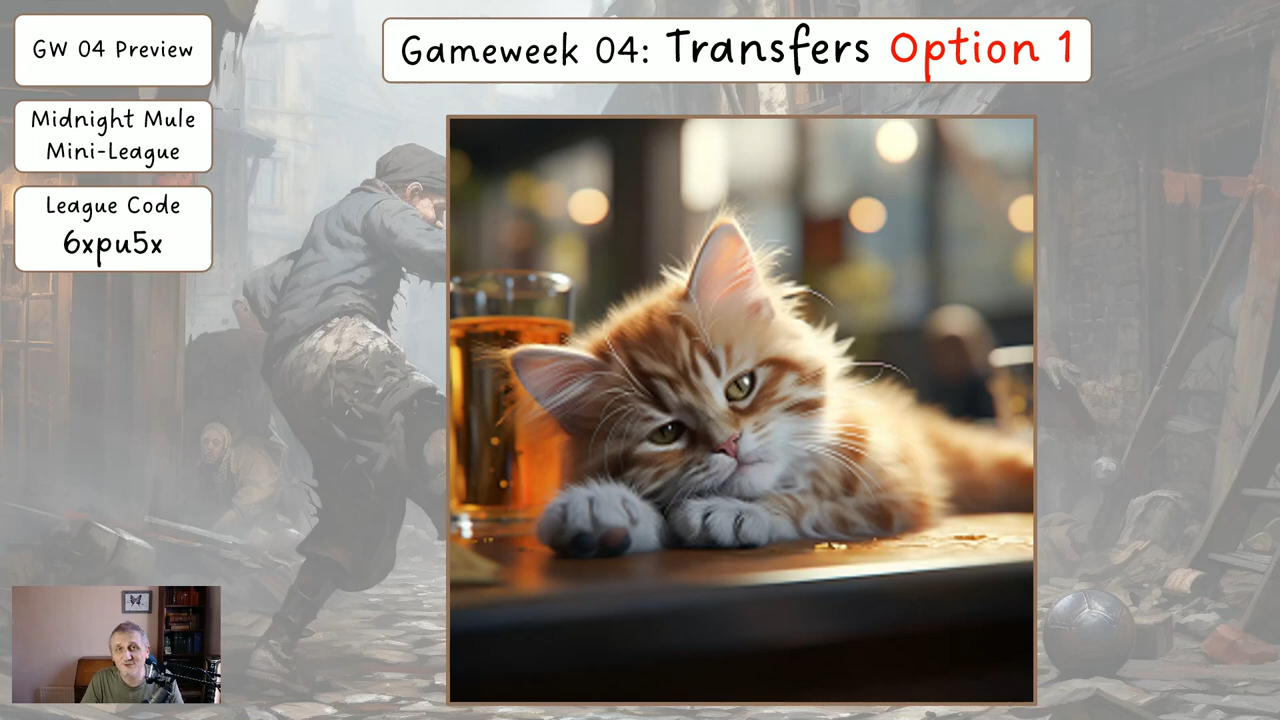 GW 04 Preview
Midnight Mule
Mini-League
League Code
6xpu5x
Gameweek 04: Transfers Option 1